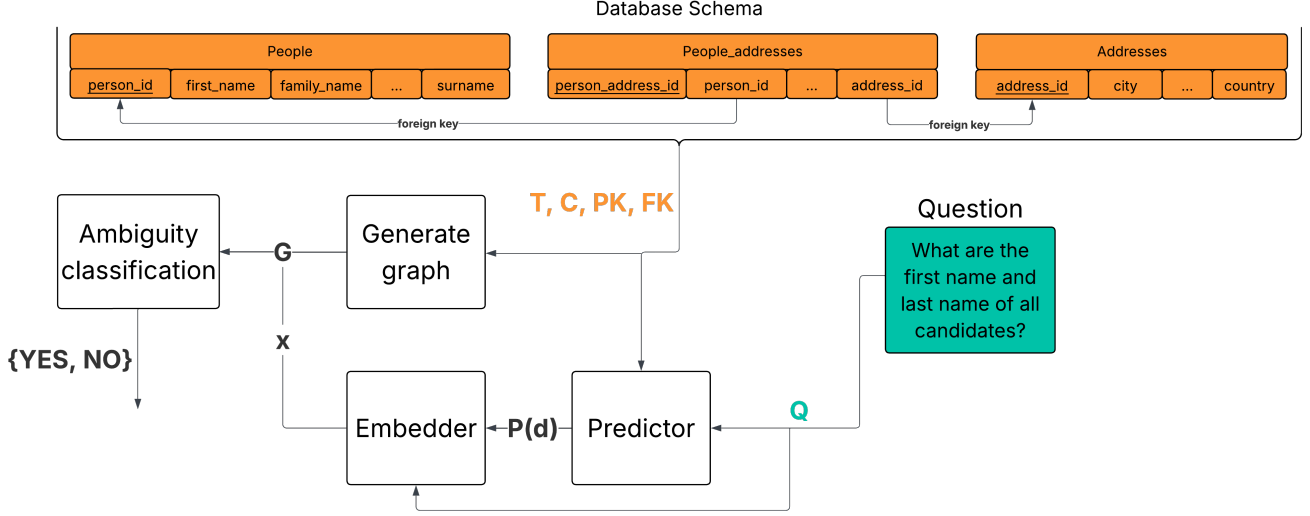 Database Schema
People
person_id first_name family_name ... surname
People_addresses
person_address_id person_id ... address_id
Addresses
address_id city ... country
foreign key
foreign key
T, C, PK, FK
Question
What are the
first name and
last name of all
candidates?
Ambiguity
classification
G
Generate
graph
x
{YES, NO}
Embedder
P(d)
Predictor
Q